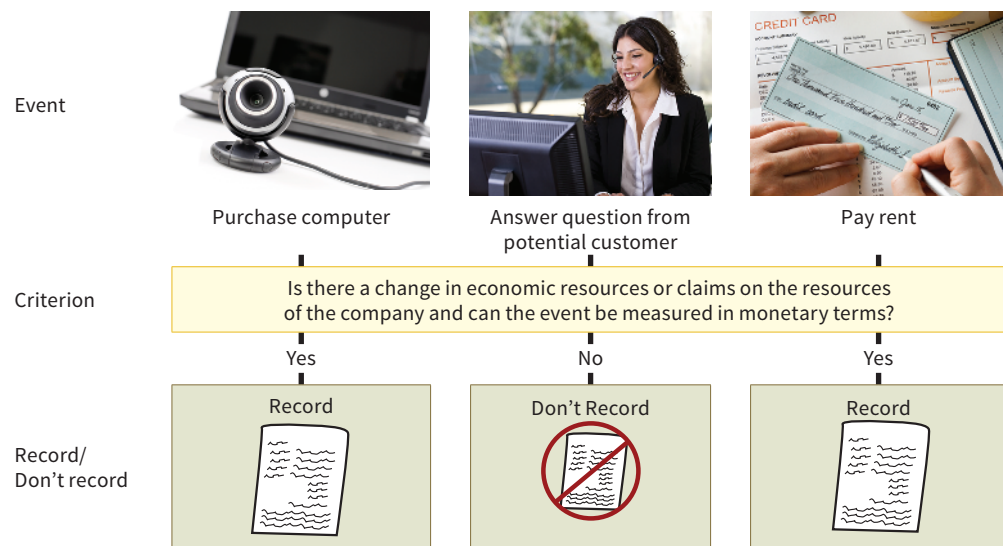 Event
CREDIT CARD
Purchase computer
Answer question from
potential customer
Pay rent
Criterion
Is there a change in economic resources or claims on the resources
of the company and can the event be measured in monetary terms?
Yes
No
Yes
Record/
Don’t record
Record
Don’t Record
Record